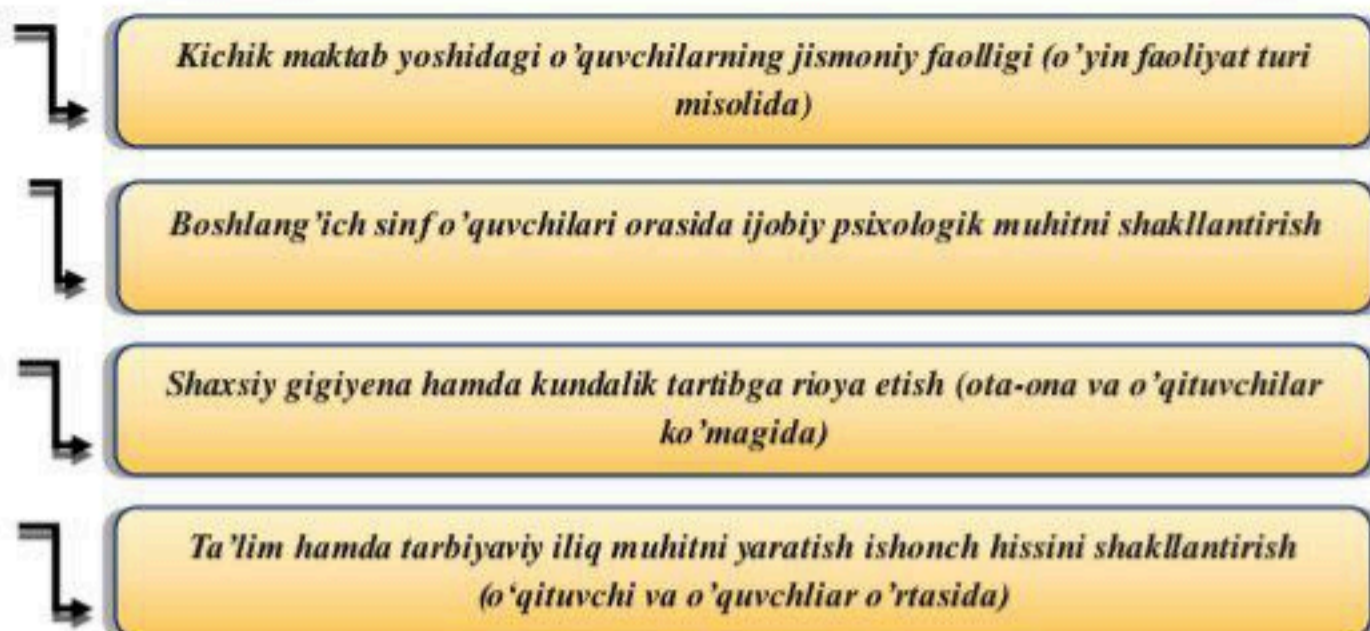 Kichik maktab yoshidagi o’quvchilarning jismoniy faolligi (o’yin faoliyat turi
misolida)
Boshlang’ich sinf o’quvchilari orasida ijobiy psixologik muhitni shakllantirish
Shaxsiy gigiyena hamda kundalik tartibga rioya etish (ota-ona va o’qituvchilar
ko’magida)
Ta’lim hamda tarbiyaviy iliq muhitni yaratish ishonch hissini shakllantirish
(o‘qituvchi va o’quvchliar o’rtasida)